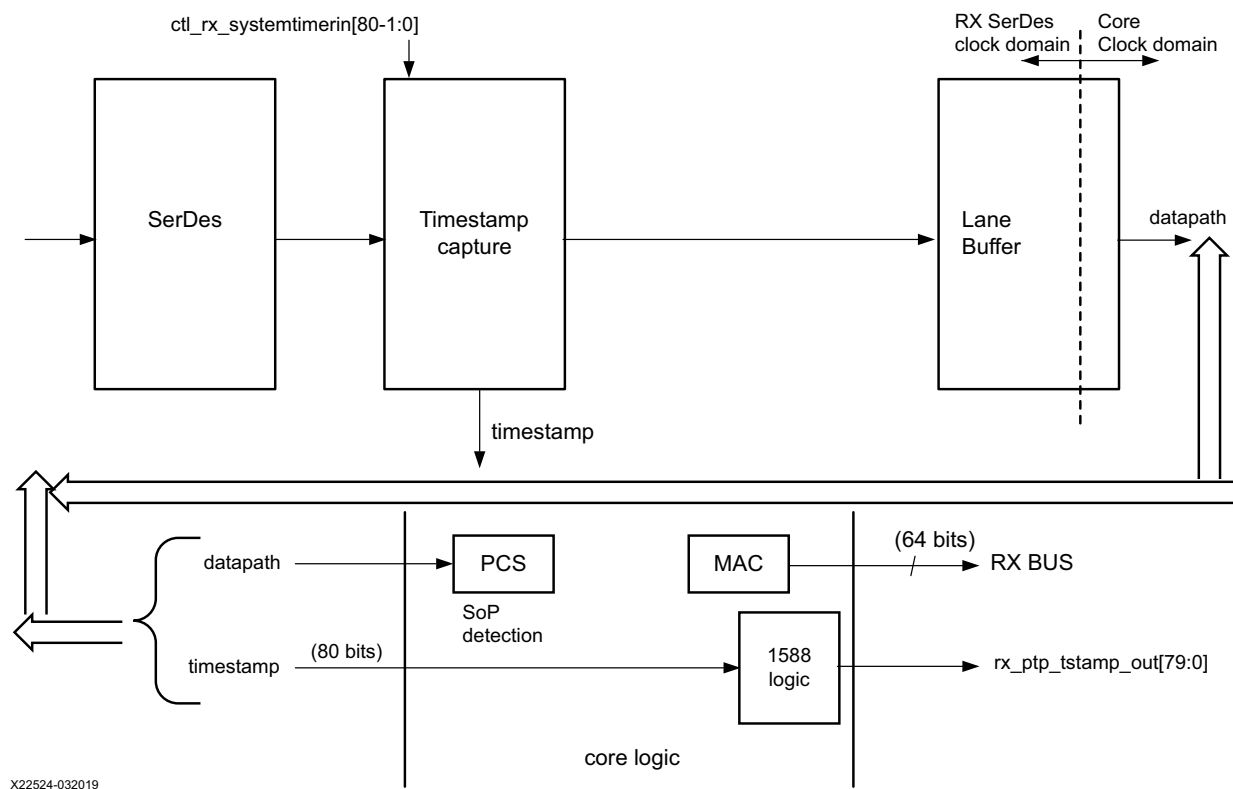 ctl_rx_systemtimerin[80-1:0]
RX SerDes
clock domain
Core
Clock domain
SerDes
Timestamp
capture
Lane
Buffer
datapath
timestamp
datapath
PCS
MAC
(64 bits)
RX BUS
SoP
detection
timestamp
(80 bits)
1588
logic
rx_ptp_tstamp_out[79:0]
core logic
X22524-032019